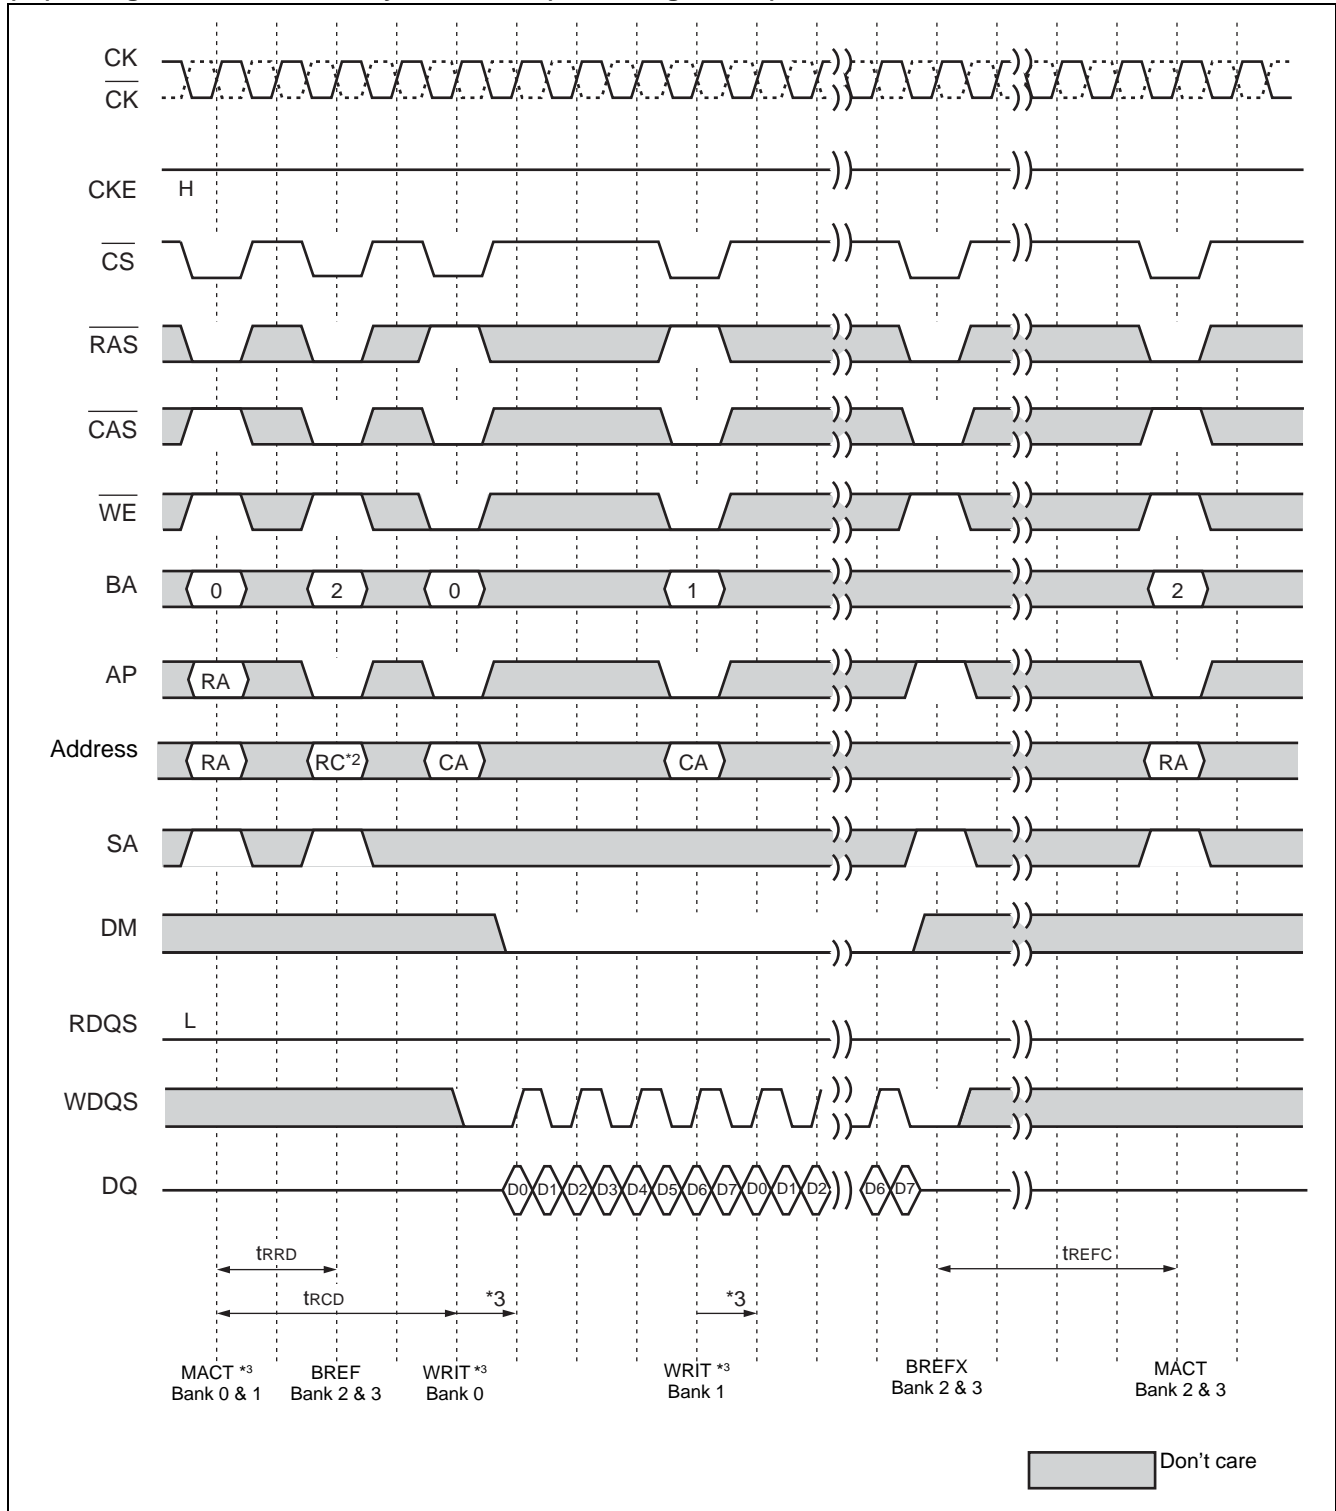 CK
CK
CKE H
CS
RAS
CAS
WE
BA 0 2 0 1 2
AP RA
Address RA RC*2 CA CA RA
SA
DM
RDQS L
WDQS
DQ D0 D1 D2 D3 D4 D5 D6 D7 D0 D1 D2 D6 D7
tRRD tREFC
tRCD *3 *3
MACT *3 BREF WRIT *3 WRIT *3 BREFX MACT
Bank 0 & 1 Bank 2 & 3 Bank 0 Bank 1 Bank 2 & 3 Bank 2 & 3
Don't care